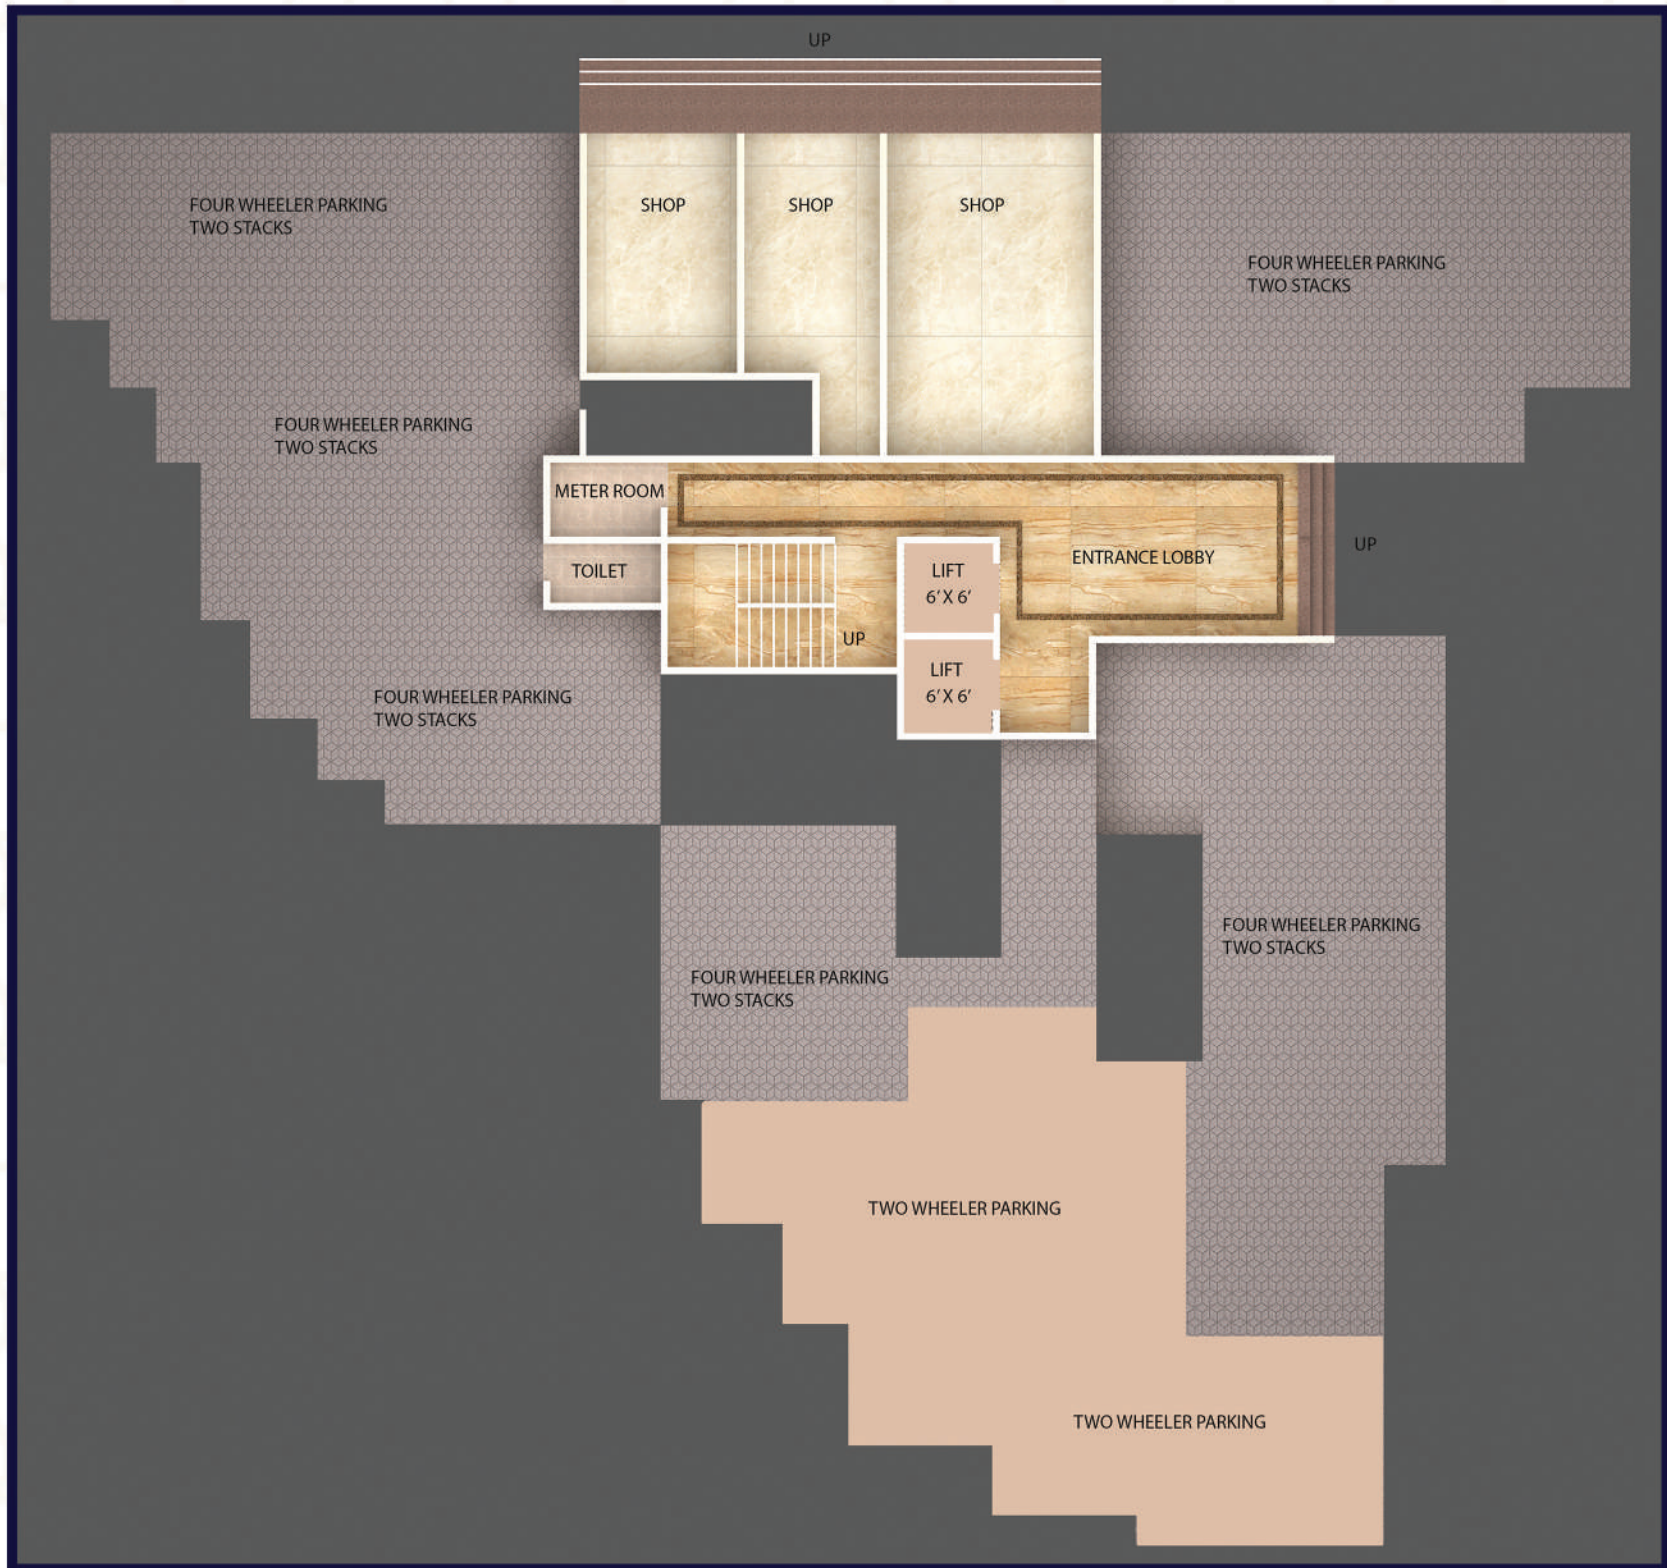 UP
FOUR WHEELER PARKING
TWO STACKS
SHOP
SHOP
SHOP
FOUR WHEELER PARKING
TWO STACKS
FOUR WHEELER PARKING
TWO STACKS
METER ROOM
ENTRANCE LOBBY
UP
TOILET
LIFT
6' X 6'
UP
LIFT
6' X 6'
FOUR WHEELER PARKING
TWO STACKS
FOUR WHEELER PARKING
TWO STACKS
FOUR WHEELER PARKING
TWO STACKS
TWO WHEELER PARKING
TWO WHEELER PARKING